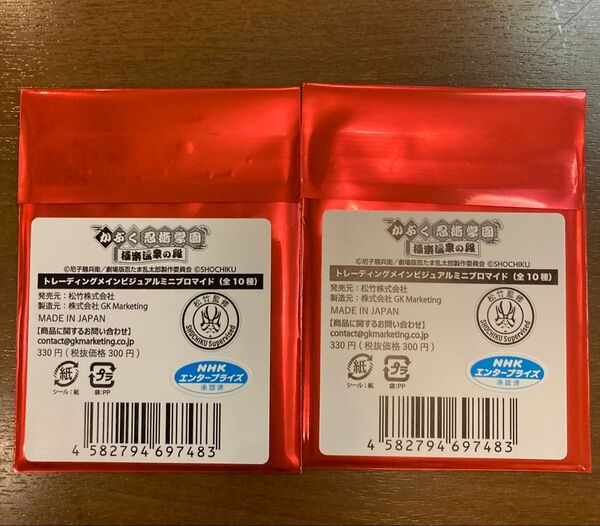 かぶく忍術学園
極楽温泉の段
©尼子騒兵衛/劇場版忍たま乱太郎製作委員会 ©SHOCHIKU
トレーディングメインビジュアルミニブロマイド（全10種）
発売元：松竹株式会社
製造元：株式会社 GK Marketing
MADE IN JAPAN
【商品に関するお問い合わせ】
contact@gkmarketing.co.jp
330円（税抜価格 300円）
松竹監修
SHOCHIKU Supervised
紙
シール：紙
プラ
袋：PP
NHK
エンタープライズ
承認済
4 582794 697483
かぶく忍術学園
極楽温泉の段
©尼子騒兵衛/劇場版忍たま乱太郎製作委員会 ©SHOCHIKU
トレーディングメインビジュアルミニブロマイド（全10種）
発売元：松竹株式会社
製造元：株式会社 GK Marketing
MADE IN JAPAN
【商品に関するお問い合わせ】
contact@gkmarketing.co.jp
330円（税抜価格 300円）
松竹監修
SHOCHIKU Supervised
紙
シール：紙
プラ
袋：PP
NHK
エンタープライズ
承認済
4 582794 697483